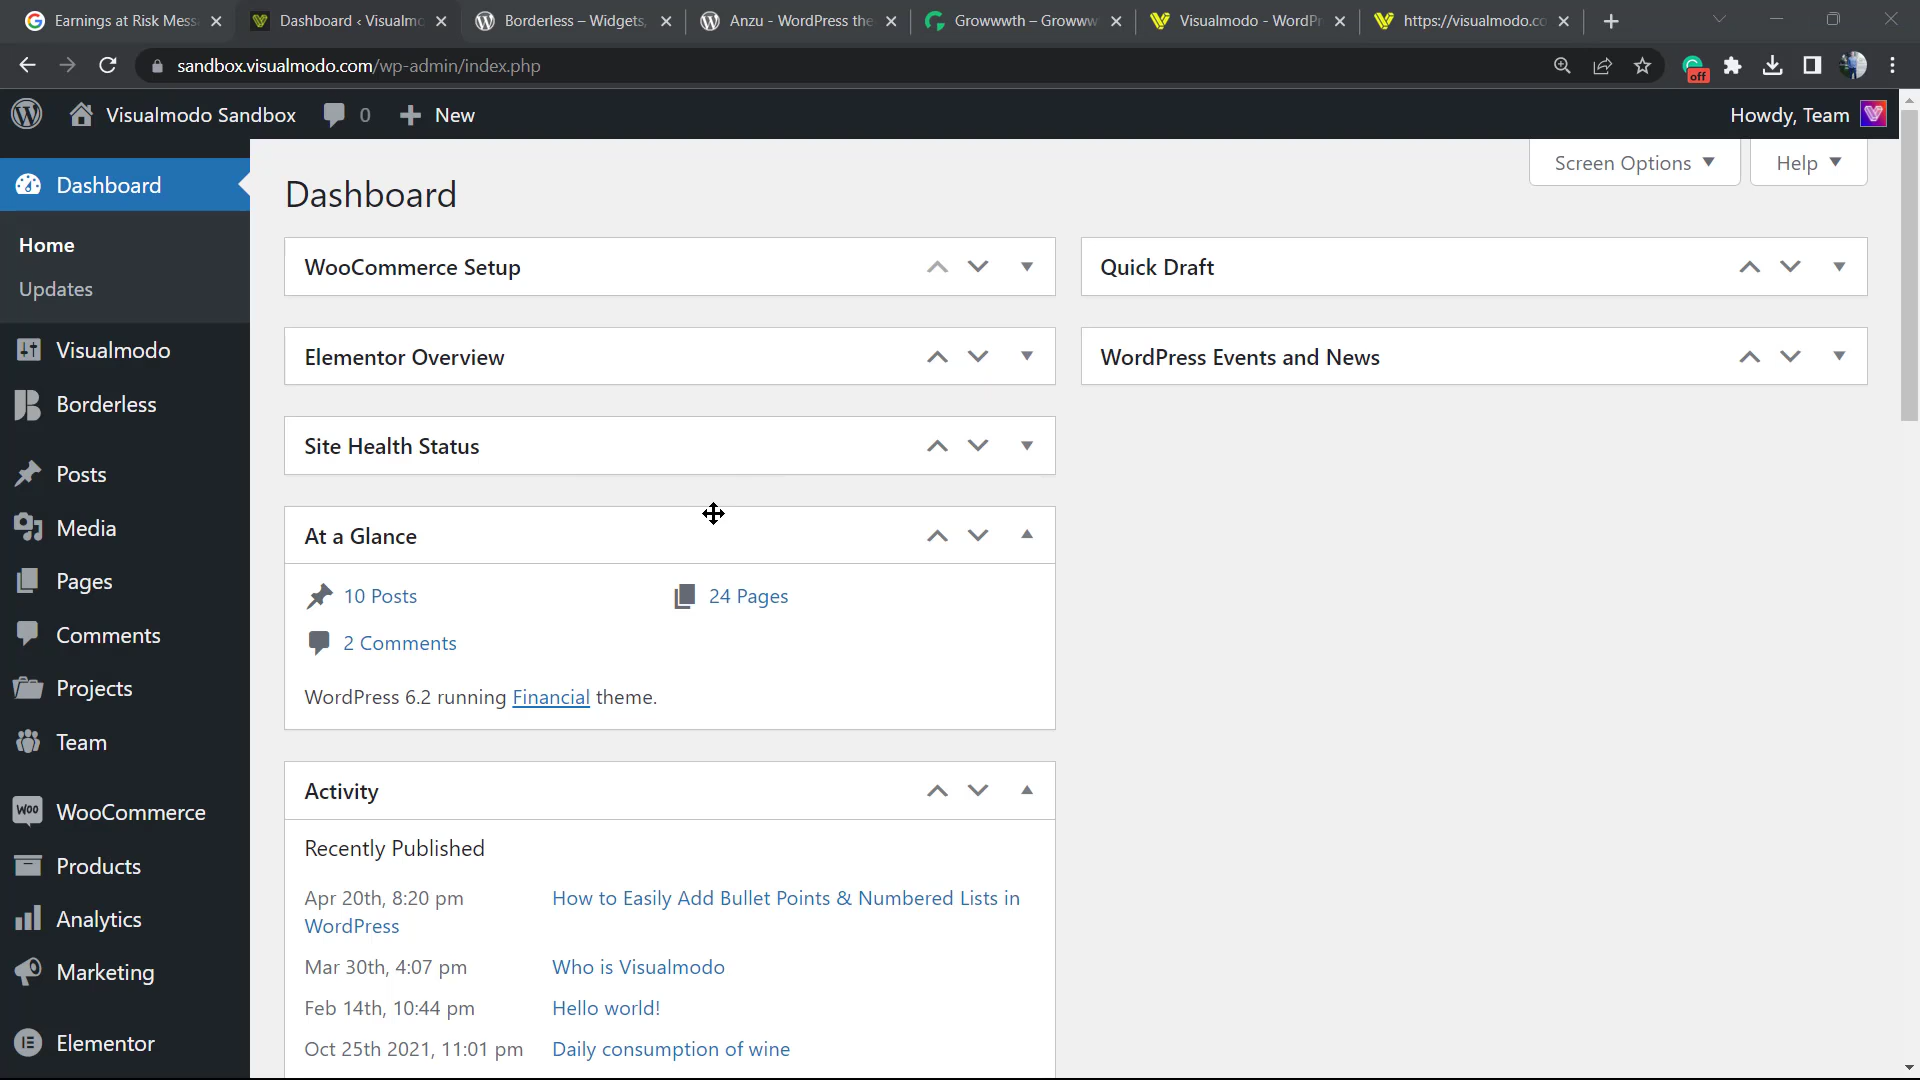 Earnings at Risk Mess
Dashboard ‹ Visualmo
Borderless – Widgets,
Anzu - WordPress the
Growwwth – Groww
Visualmodo - WordPr
https://visualmodo.co
sandbox.visualmodo.com/wp-admin/index.php
off
Visualmodo Sandbox
0
New
Howdy, Team
Screen Options
Help
Dashboard
Home
Updates
Visualmodo
Borderless
Posts
Media
Pages
Comments
Projects
Team
WOO
WooCommerce
Products
Analytics
Marketing
Elementor
Dashboard
WooCommerce Setup
Quick Draft
Elementor Overview
WordPress Events and News
Site Health Status
At a Glance
10 Posts
24 Pages
2 Comments
WordPress 6.2 running Financial theme.
Activity
Recently Published
Apr 20th, 8:20 pm How to Easily Add Bullet Points & Numbered Lists in
WordPress
Mar 30th, 4:07 pm Who is Visualmodo
Feb 14th, 10:44 pm Hello world!
Oct 25th 2021, 11:01 pm Daily consumption of wine